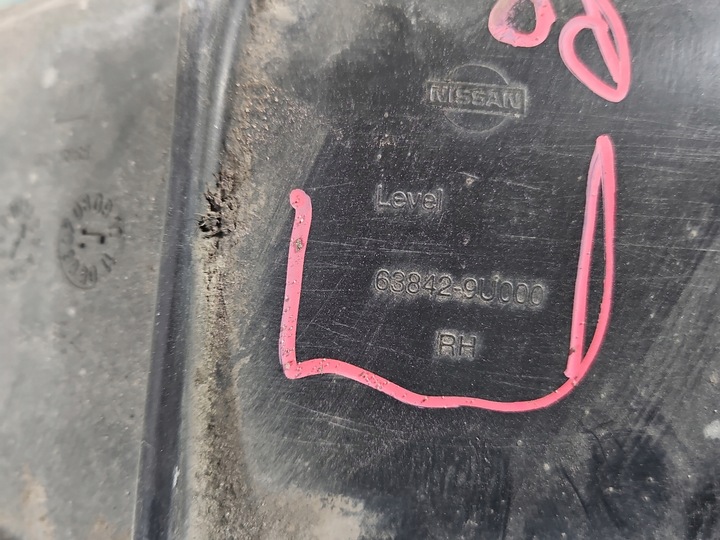 NISSAN
Level
63842-9U000
RH